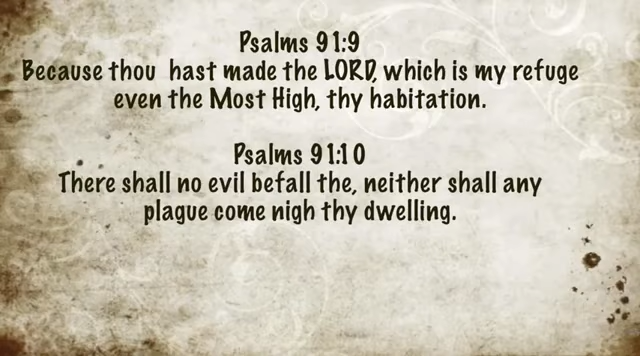 Psalms 91:9
Because thou hast made the LORD, which is my refuge
even the Most High, thy habitation.
Psalms 91:10
There shall no evil befall the, neither shall any
plague come nigh thy dwelling.